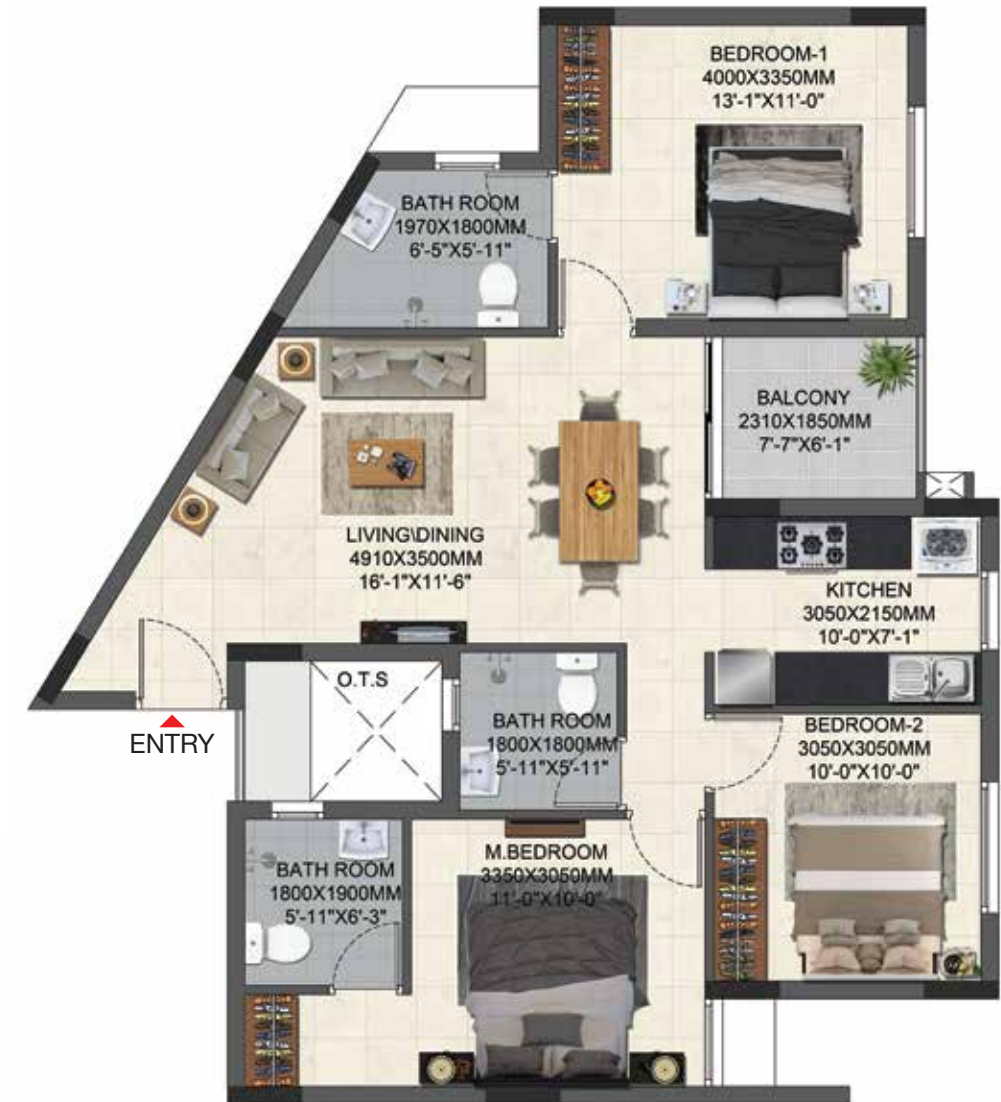 BEDROOM-1
4000X3350MM
13'-1"X11'-0"
BATH ROOM
1970X1800MM
6'-5"X5'-11"
BALCONY
2310X1850MM
7'-7"X6'-1"
LIVING\DINING
4910X3500MM
16'-1"X11'-6"
KITCHEN
3050X2150MM
10'-0"X7'-1"
O.T.S
ENTRY
BATH ROOM
1800X1800MM
5'-11"X5'-11"
BEDROOM-2
3050X3050MM
10'-0"X10'-0"
M.BEDROOM
3350X3050MM
11'-0"X10'-0"
BATH ROOM
1800X1900MM
5'-11"X6'-3"